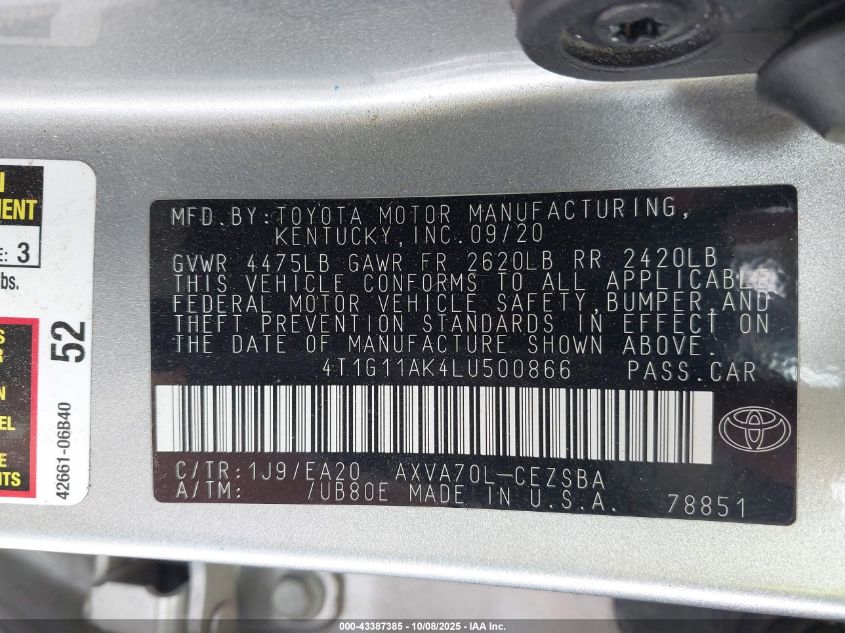 MFD.BY:TOYOTA MOTOR MANUFACTURING,
KENTUCKY,INC.09/20
GVWR 4475LB GAWR FR 2620LB RR 2420LB
THIS VEHICLE CONFORMS TO ALL APPLICABLE
FEDERAL MOTOR VEHICLE SAFETY,BUMPER,AND
THEFT PREVENTION STANDARDS IN EFFECT ON
THE DATE OF MANUFACTURE SHOWN ABOVE.
4T1G11AK4LU500866 PASS.CAR
C/TR:1J9/EA20 AXVA70L-CEZSBA
A/TM: /UB80E MADE IN U.S.A. 78851
MENT
E: 3
bs.
52
42661-06B40
000-43387385 - 10/08/2025 - IAA Inc.